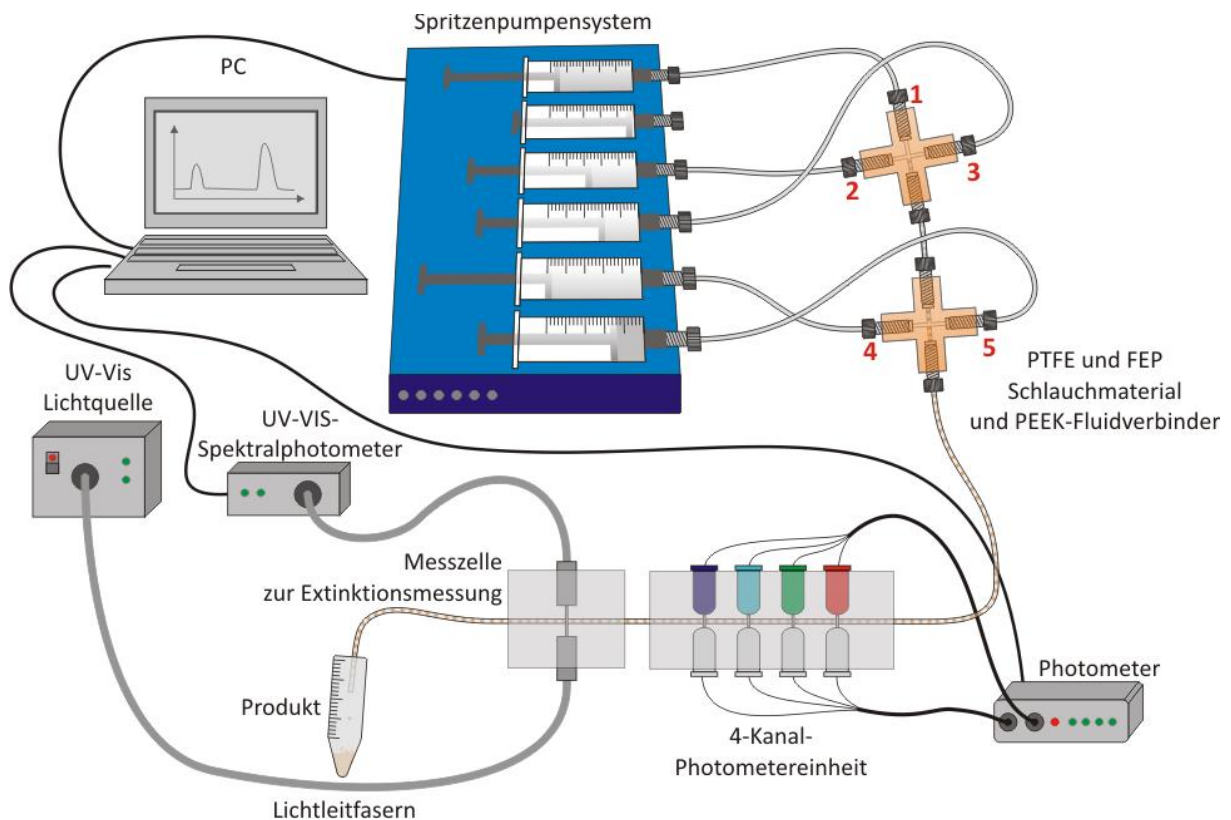 Spritzenpumpensystem
PC
1
2
3
4
5
PTFE und FEP
Schlauchmaterial
und PEEK-Fluidverbinder
UV-Vis
Lichtquelle
UV-VIS-
Spektralphotometer
Messzelle
zur Extinktionsmessung
Produkt
Lichtleitfasern
4-Kanal-
Photometereinheit
Photometer